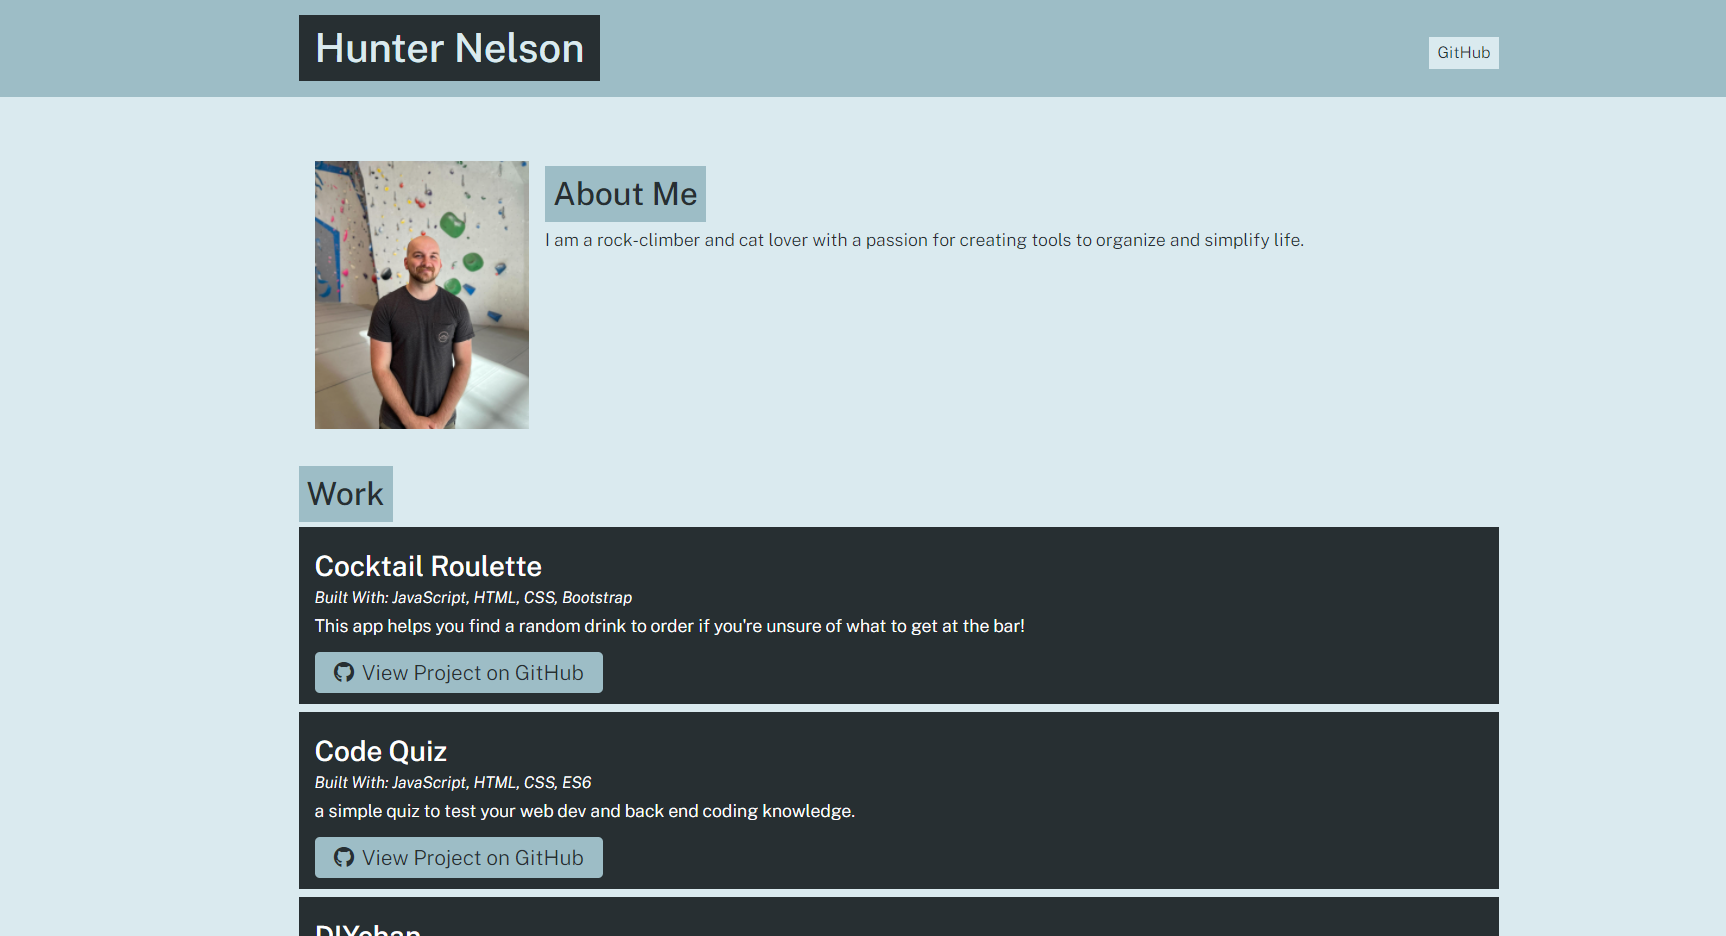 Hunter Nelson
GitHub
About Me
I am a rock-climber and cat lover with a passion for creating tools to organize and simplify life.
Work
Cocktail Roulette
Built With: JavaScript, HTML, CSS, Bootstrap
This app helps you find a random drink to order if you're unsure of what to get at the bar!
View Project on GitHub
Code Quiz
Built With: JavaScript, HTML, CSS, ES6
a simple quiz to test your web dev and back end coding knowledge.
View Project on GitHub